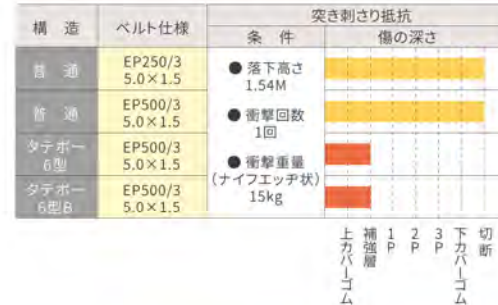 構 造
ベルト仕様
突き刺さり抵抗
条 件
傷の深さ
普 通
EP250/3
5.0×1.5
普 通
EP500/3
5.0×1.5
タテボー
6型
EP500/3
5.0×1.5
タテボー
6型B
EP500/3
5.0×1.5
● 落下高さ
1.54M
● 衝撃回数
1回
● 衝撃重量
(ナイフエッヂ状)
15kg
上カバーゴム
補強層
1P
2P
3P
下カバーゴム
切断